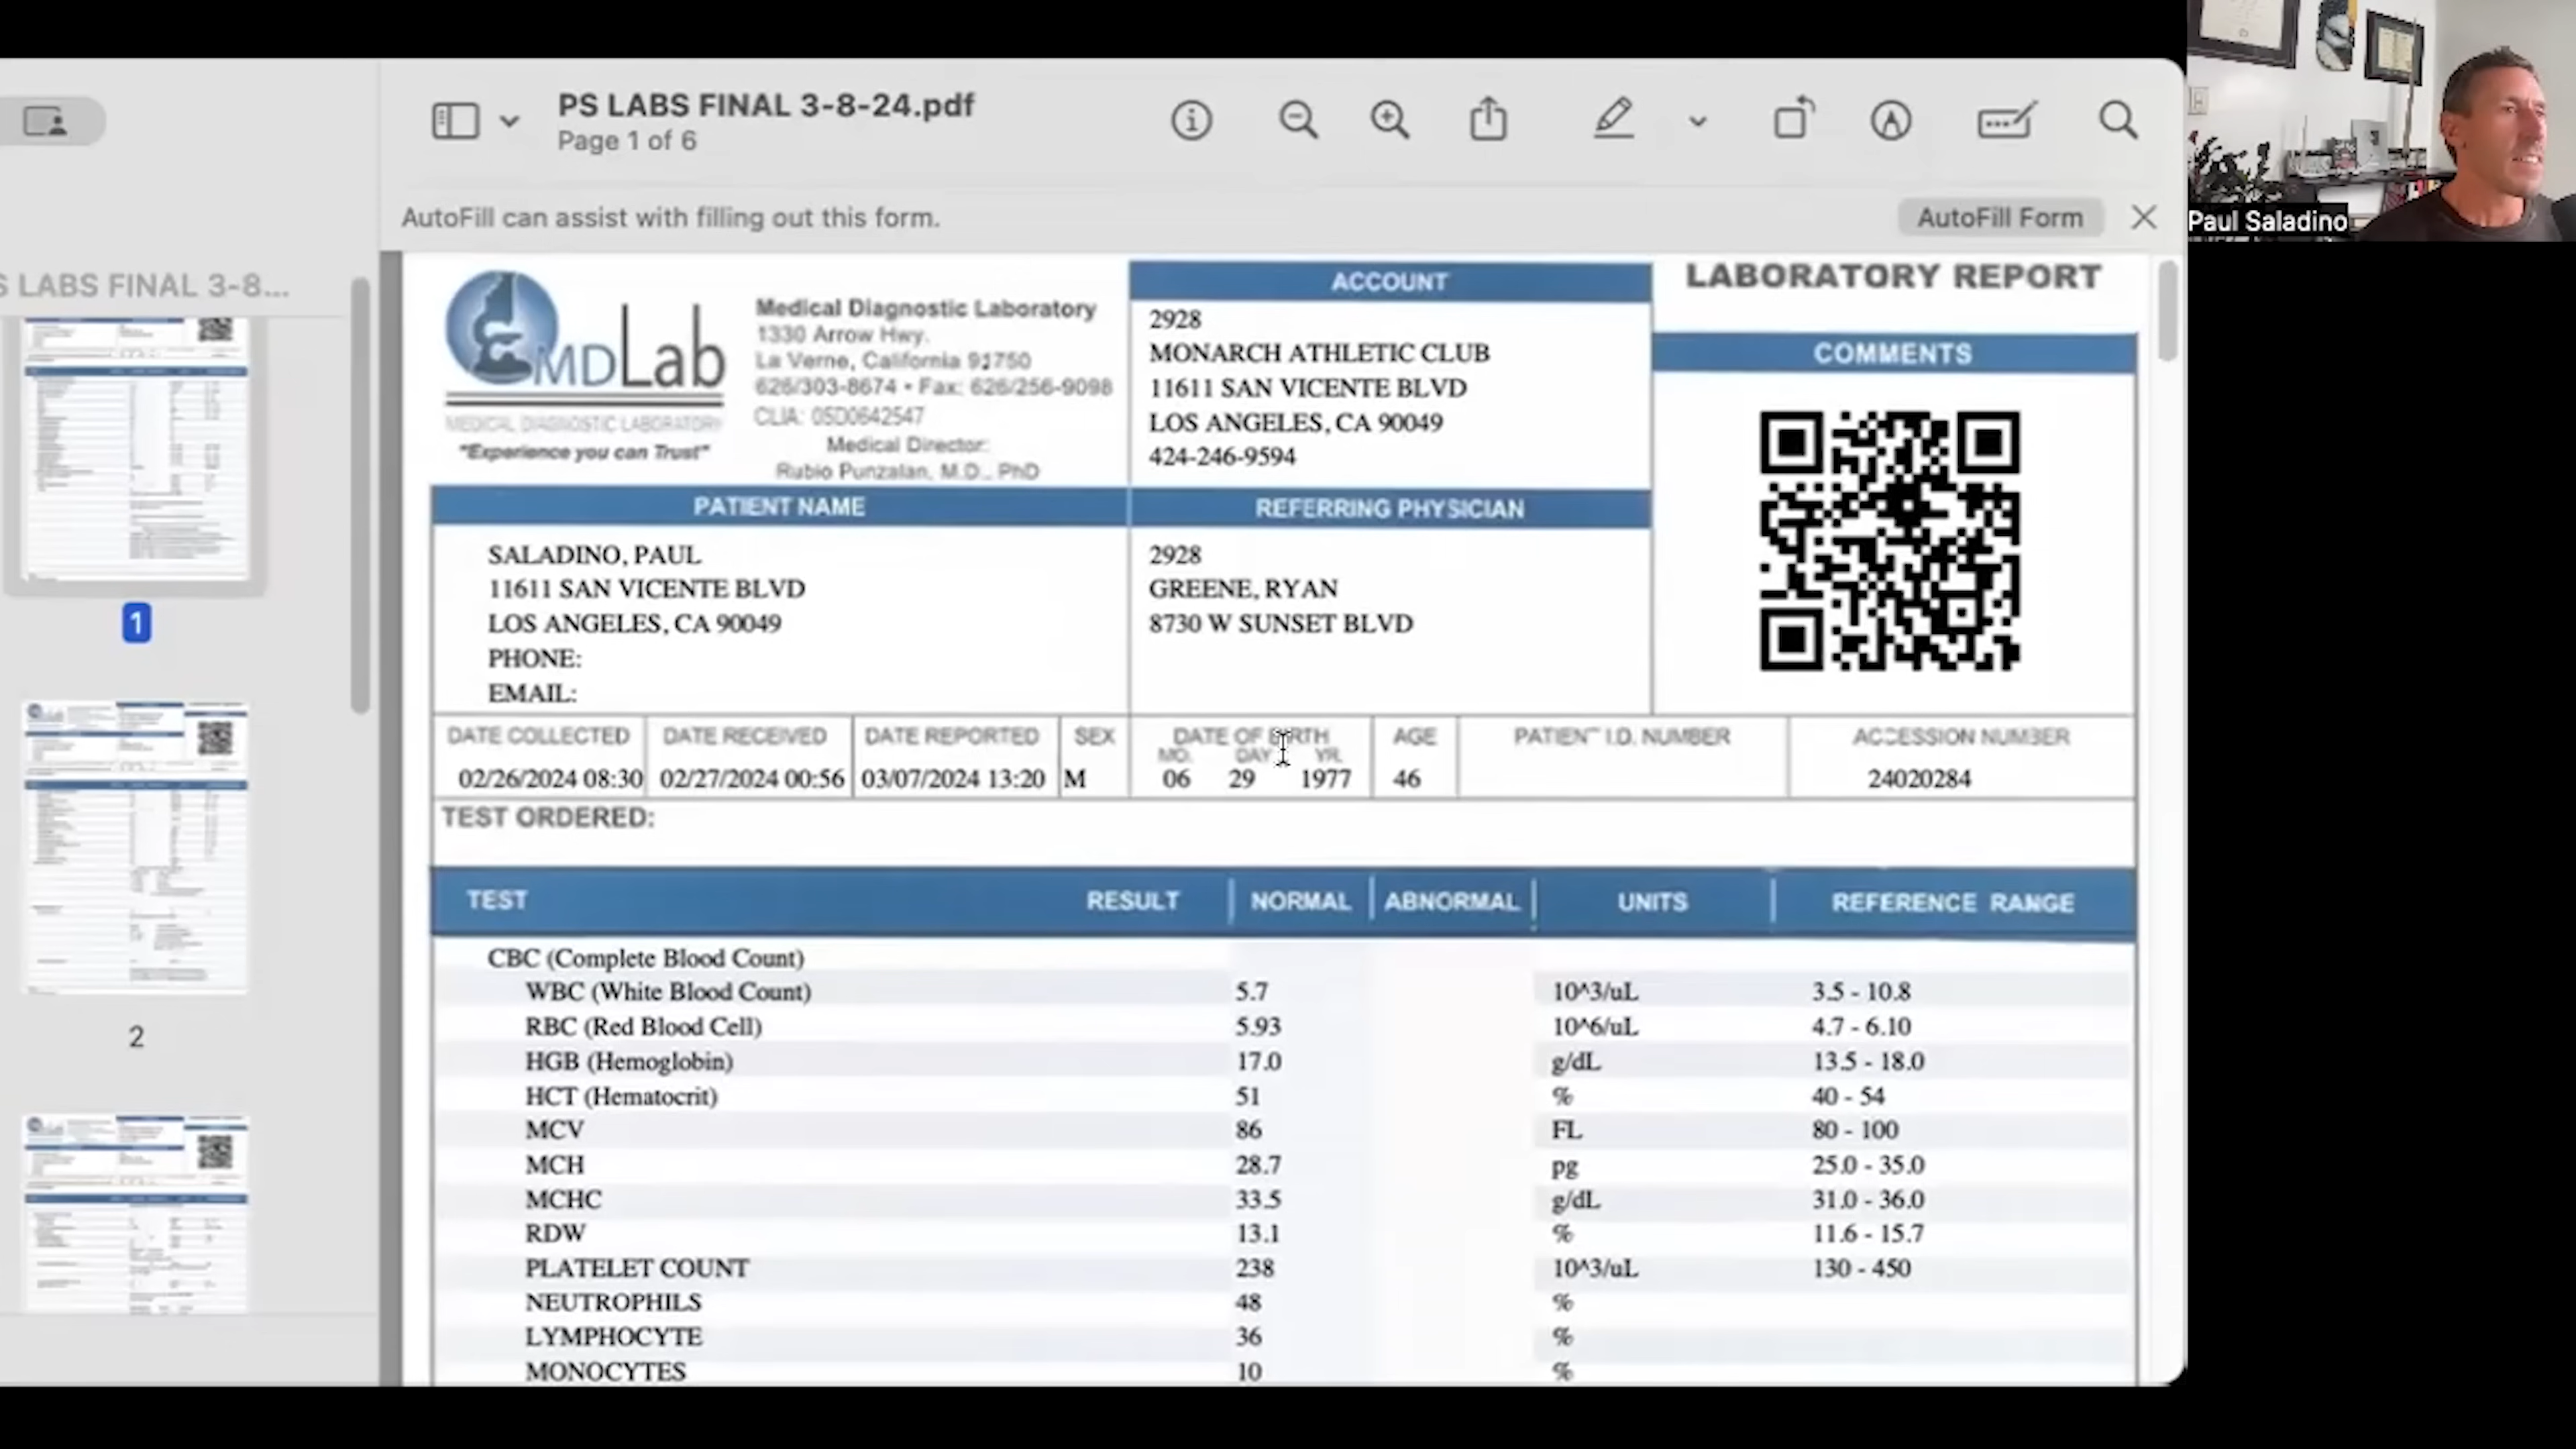 PS LABS FINAL 3-8-24.pdf
Page 1 of 6
AutoFill can assist with filling out this form.
AutoFill Form
Paul Saladino
S LABS FINAL 3-8...
1
2
MDLab
MEDICAL DIAGNOSTIC LABORATORY
"Experience you can Trust"
Medical Diagnostic Laboratory
1330 Arrow Hwy.
La Verne, California 91750
626/303-8674 • Fax: 626/256-9098
CLIA: 05D0642547
Medical Director:
Rubio Punzalan, M.D., PhD
ACCOUNT
2928
MONARCH ATHLETIC CLUB
11611 SAN VICENTE BLVD
LOS ANGELES, CA 90049
424-246-9594
LABORATORY REPORT
COMMENTS
PATIENT NAME
SALADINO, PAUL
11611 SAN VICENTE BLVD
LOS ANGELES, CA 90049
PHONE:
EMAIL:
REFERRING PHYSICIAN
2928
GREENE, RYAN
8730 W SUNSET BLVD
DATE COLLECTED DATE RECEIVED DATE REPORTED SEX DATE OF BIRTH AGE PATIENT I.D. NUMBER ACCESSION NUMBER
MO. DAY YR.
02/26/2024 08:30 02/27/2024 00:56 03/07/2024 13:20 M 06 29 1977 46 24020284
TEST ORDERED:
TEST RESULT NORMAL ABNORMAL UNITS REFERENCE RANGE
CBC (Complete Blood Count)
WBC (White Blood Count) 5.7 10^3/uL 3.5 - 10.8
RBC (Red Blood Cell) 5.93 10^6/uL 4.7 - 6.10
HGB (Hemoglobin) 17.0 g/dL 13.5 - 18.0
HCT (Hematocrit) 51 % 40 - 54
MCV 86 FL 80 - 100
MCH 28.7 pg 25.0 - 35.0
MCHC 33.5 g/dL 31.0 - 36.0
RDW 13.1 % 11.6 - 15.7
PLATELET COUNT 238 10^3/uL 130 - 450
NEUTROPHILS 48 %
LYMPHOCYTE 36 %
MONOCYTES 10 %